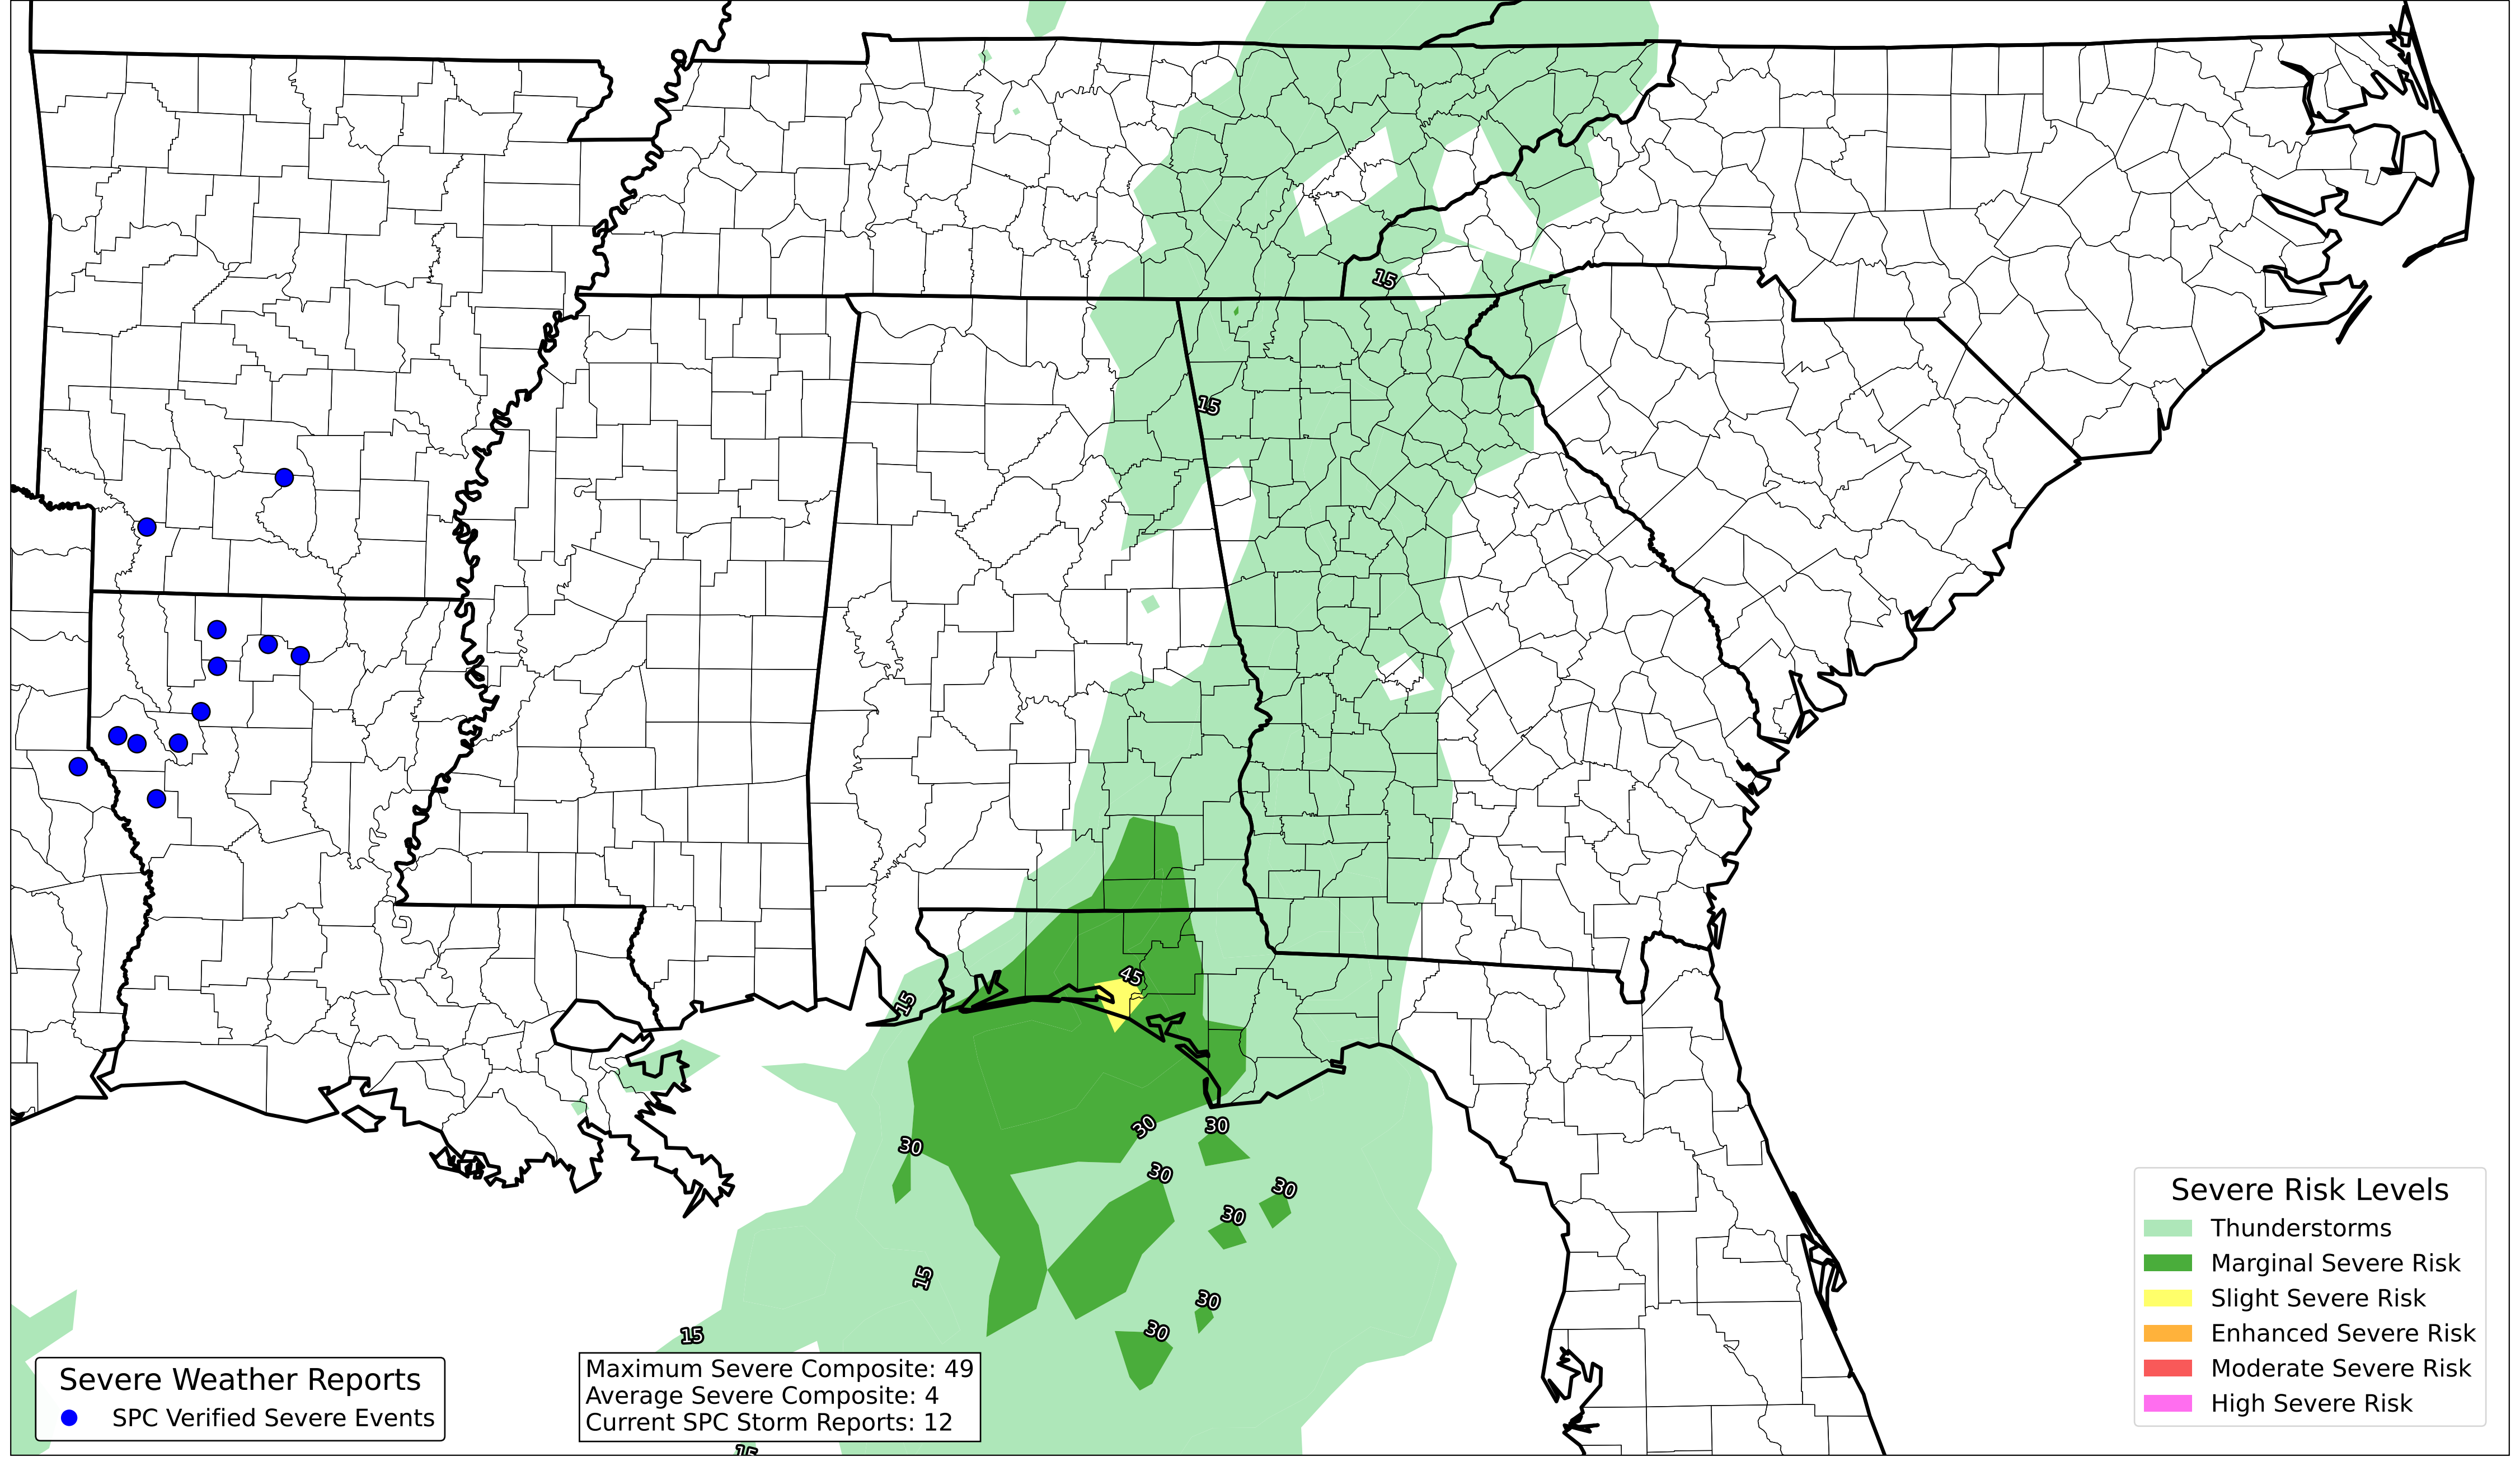 15
15
45
15
30
30
30
30
30
30
15
30
15
30
15
Severe Weather Reports
SPC Verified Severe Events
Maximum Severe Composite: 49
Average Severe Composite: 4
Current SPC Storm Reports: 12
Severe Risk Levels
Thunderstorms
Marginal Severe Risk
Slight Severe Risk
Enhanced Severe Risk
Moderate Severe Risk
High Severe Risk